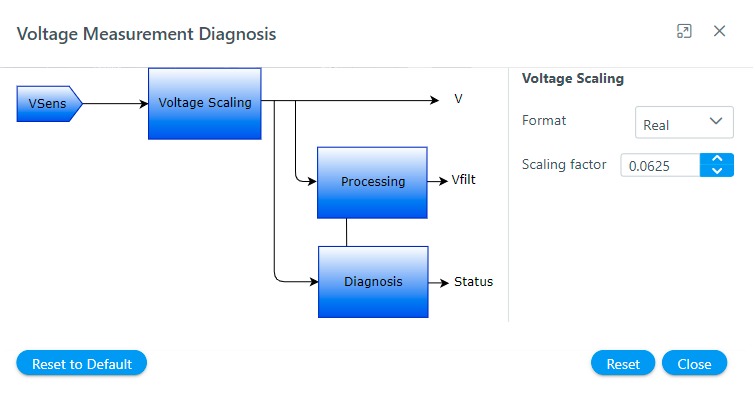 Voltage Measurement Diagnosis
VSens
Voltage Scaling
V
Processing
Vfilt
Diagnosis
Status
Voltage Scaling
Format
Real
Scaling factor
0.0625
Reset to Default
Reset
Close